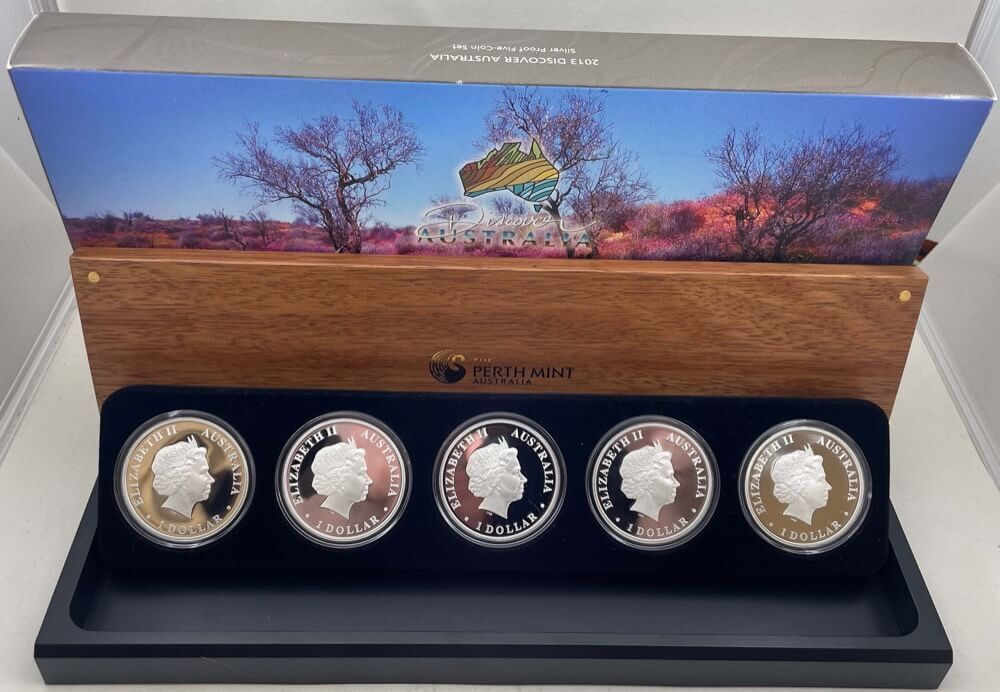 2013 DISCOVER AUSTRALIA
Silver Proof Five-Coin Set
Discover
AUSTRALIA
THE
PERTH MINT
AUSTRALIA
ELIZABETH II AUSTRALIA
• 1 DOLLAR •
ELIZABETH II AUSTRALIA
• 1 DOLLAR •
ELIZABETH II AUSTRALIA
• 1 DOLLAR •
ELIZABETH II AUSTRALIA
• 1 DOLLAR •
ELIZABETH II AUSTRALIA
• 1 DOLLAR •